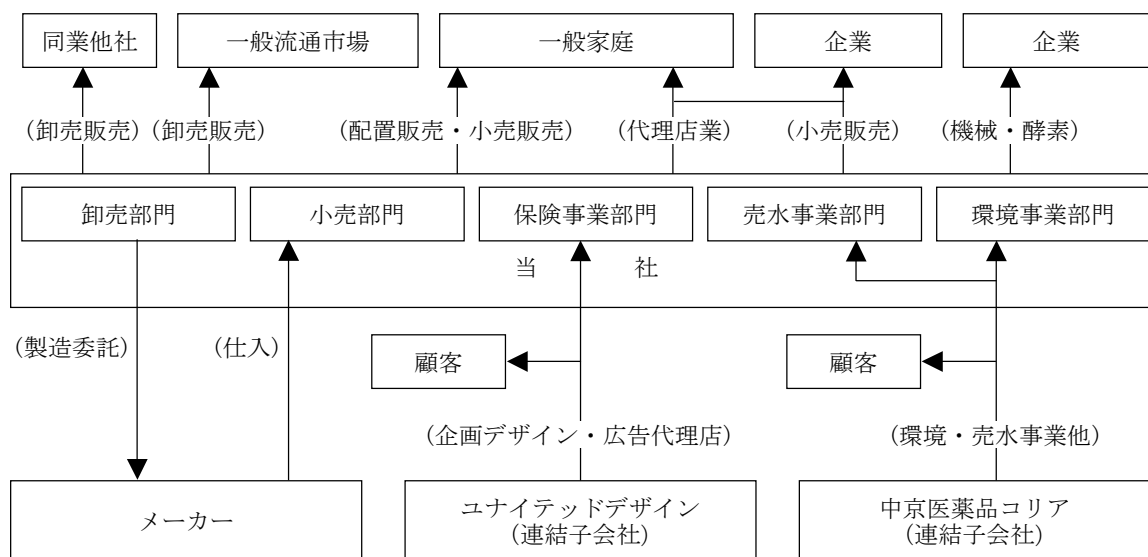 同業他社
一般流通市場
一般家庭
企業
企業
(卸売販売)
(卸売販売)
(配置販売・小売販売)
(代理店業)
(小売販売)
(機械・酵素)
卸売部門
小売部門
保険事業部門
売水事業部門
環境事業部門
当　　社
(製造委託)
(仕入)
顧客
顧客
(企画デザイン・広告代理店)
(環境・売水事業他)
メーカー
ユナイテッドデザイン
(連結子会社)
中京医薬品コリア
(連結子会社)